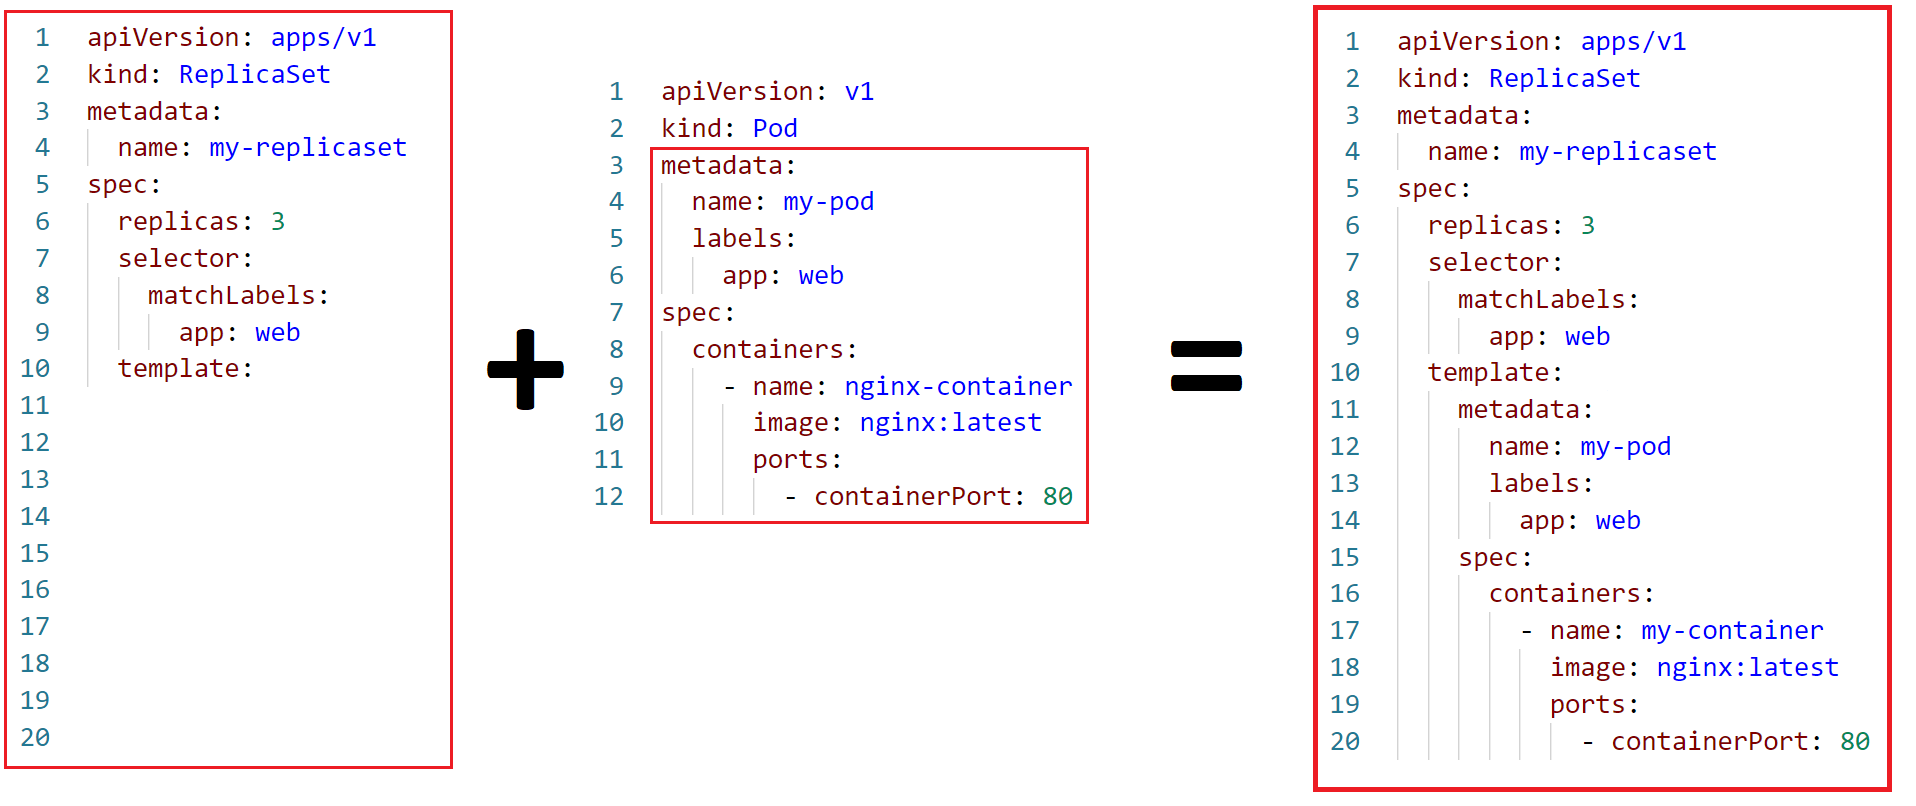 1 apiVersion: apps/v1
2 kind: ReplicaSet
3 metadata:
4   name: my-replicaset
5 spec:
6   replicas: 3
7   selector:
8     matchLabels:
9       app: web
10   template:
11
12
13
14
15
16
17
18
19
20
+
1 apiVersion: v1
2 kind: Pod
3 metadata:
4   name: my-pod
5   labels:
6     app: web
7 spec:
8   containers:
9     - name: nginx-container
10       image: nginx:latest
11       ports:
12         - containerPort: 80
=
1 apiVersion: apps/v1
2 kind: ReplicaSet
3 metadata:
4   name: my-replicaset
5 spec:
6   replicas: 3
7   selector:
8     matchLabels:
9       app: web
10   template:
11     metadata:
12       name: my-pod
13       labels:
14         app: web
15     spec:
16       containers:
17         - name: my-container
18           image: nginx:latest
19           ports:
20             - containerPort: 80